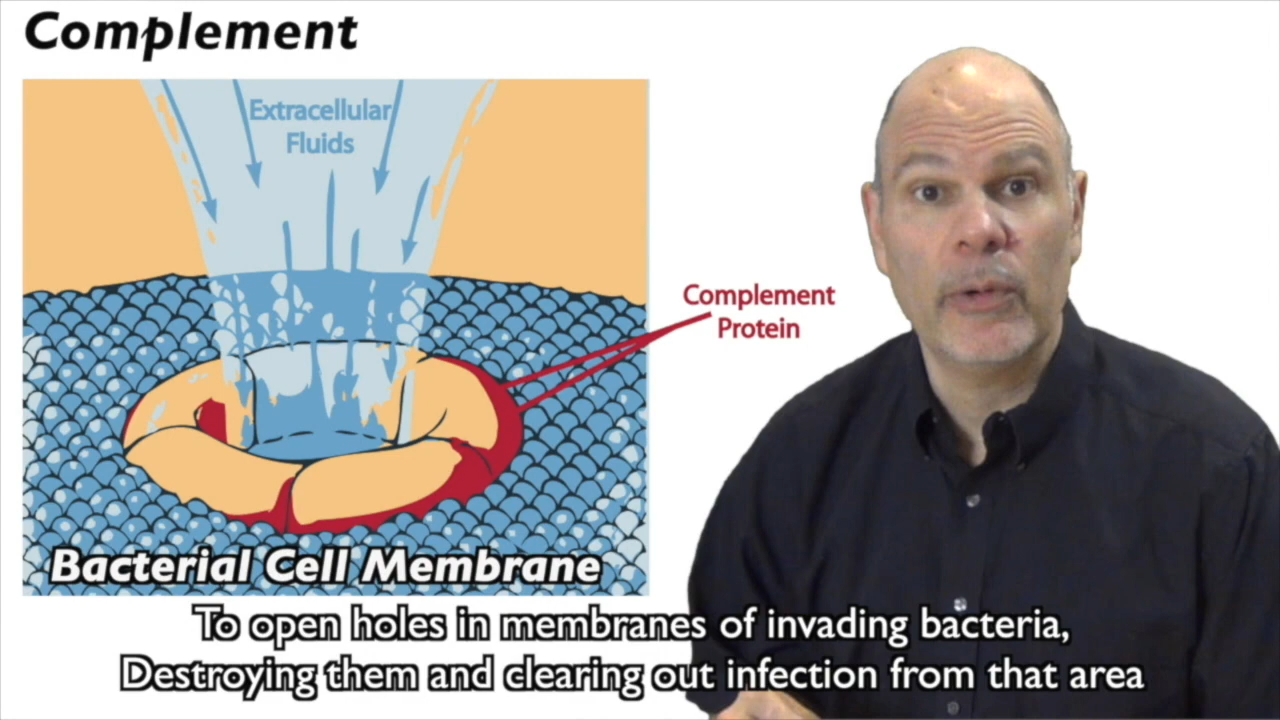 Complement
Extracellular
Fluids
Complement
Protein
Bacterial Cell Membrane
To open holes in membranes of invading bacteria,
Destroying them and clearing out infection from that area